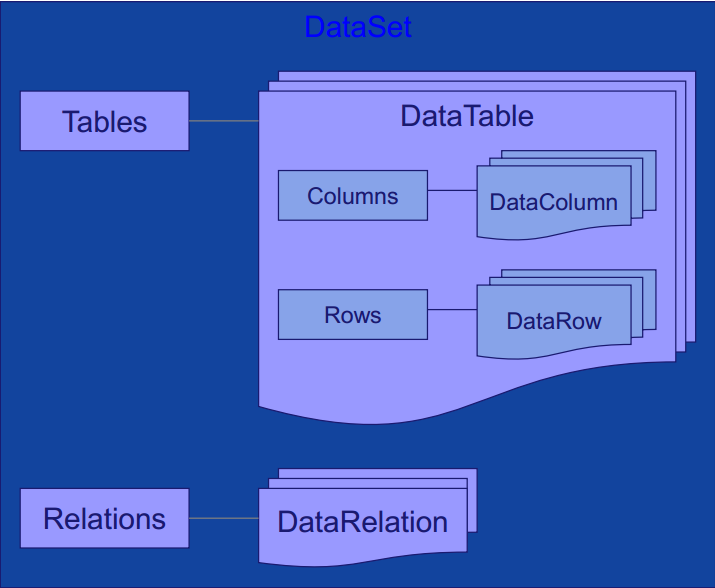 DataSet
Tables
DataTable
Columns
DataColumn
Rows
DataRow
Relations
DataRelation